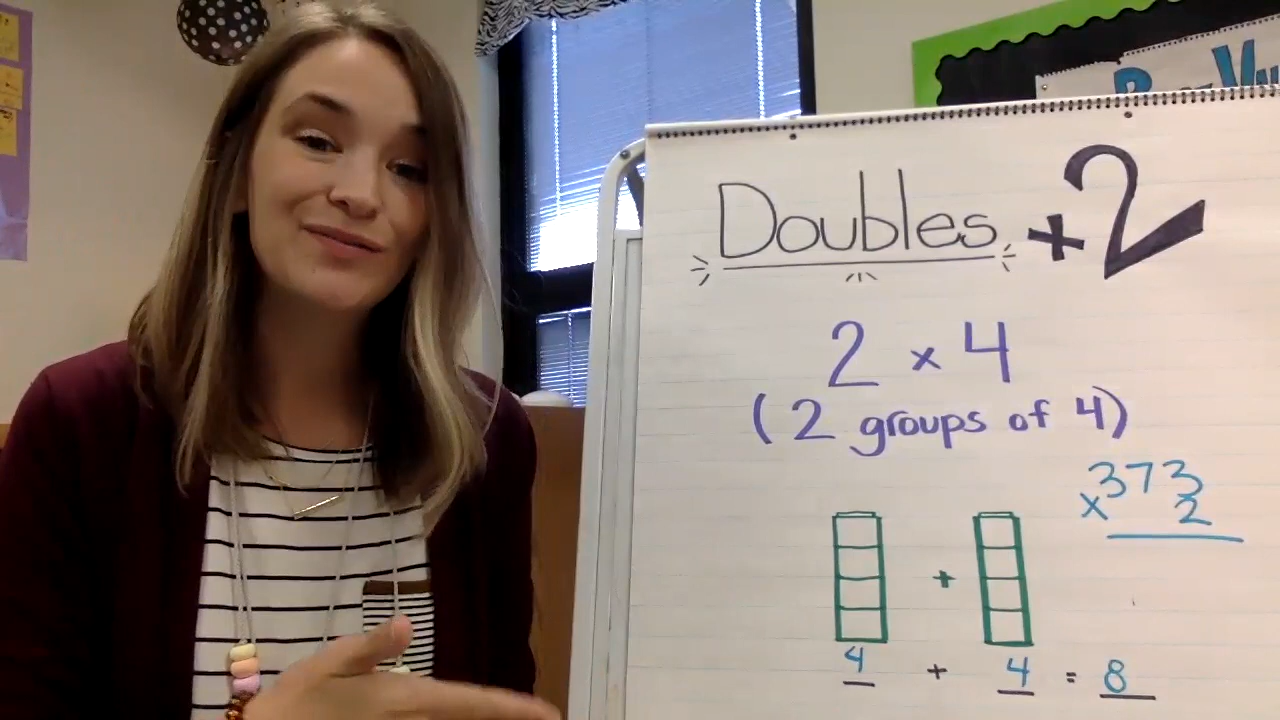 Doubles + 2
2 x 4
(2 groups of 4)
373
x 2
+
4 + 4 = 8